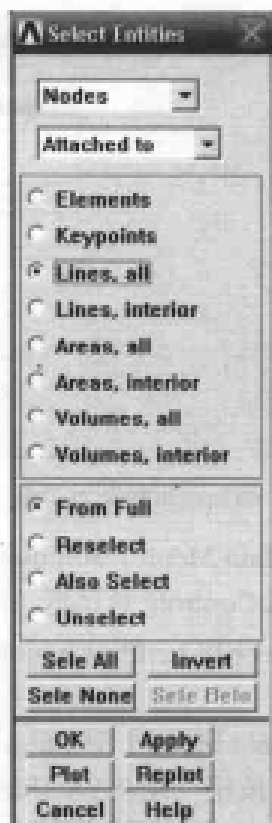 Select Entities
Nodes
Attached to
Elements
Keypoints
Lines, all
Lines, interior
Areas, all
Areas, interior
Volumes, all
Volumes, interior
From Full
Reselect
Also Select
Unselect
Sele All Invert
Sele None Sele Belo
OK Apply
Plot Replot
Cancel Help